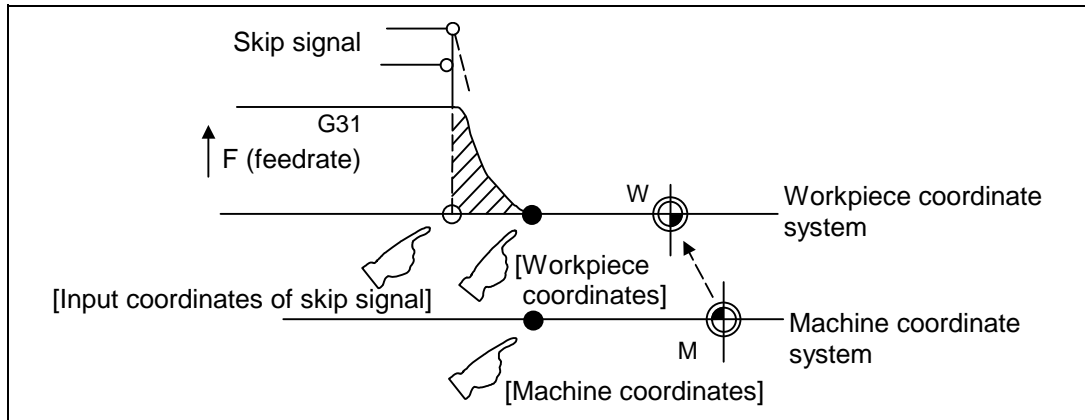 Skip signal
G31
F (feedrate)
W
Workpiece coordinate
system
[Workpiece
coordinates]
[Input coordinates of skip signal]
Machine coordinate
system
M
[Machine coordinates]